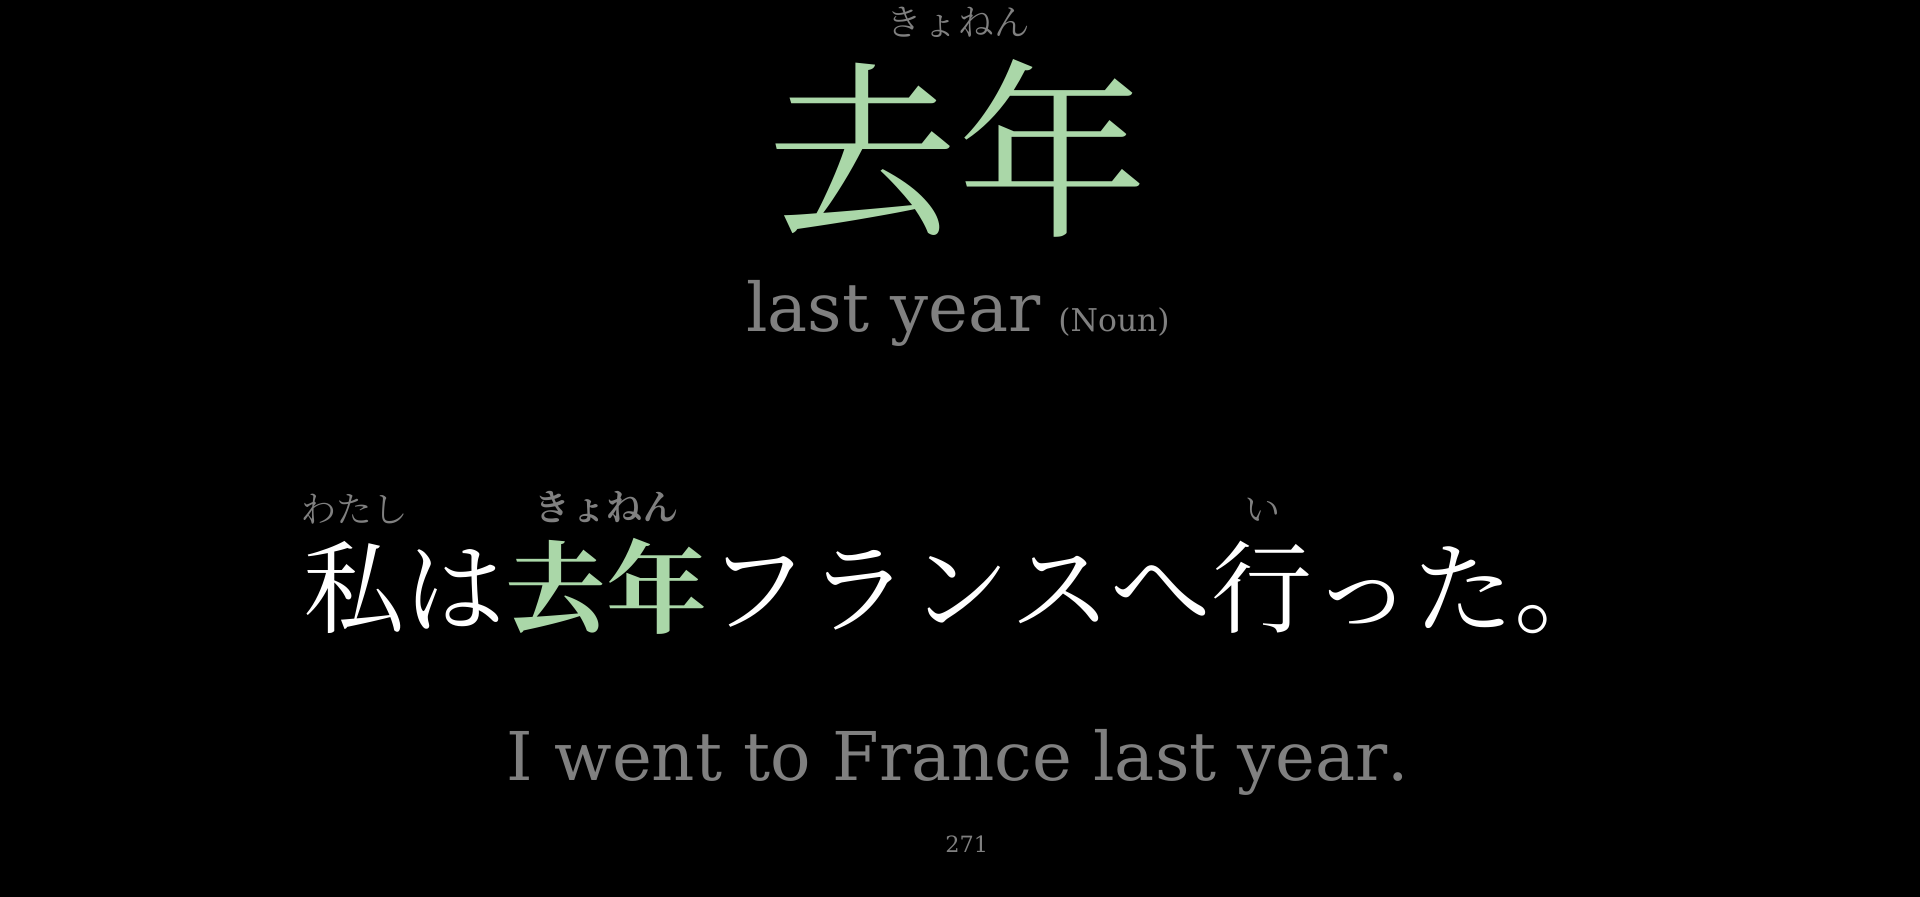 きょねん
去年
last year (Noun)
わたし きょねん い
私は去年フランスへ行った。
I went to France last year.
271